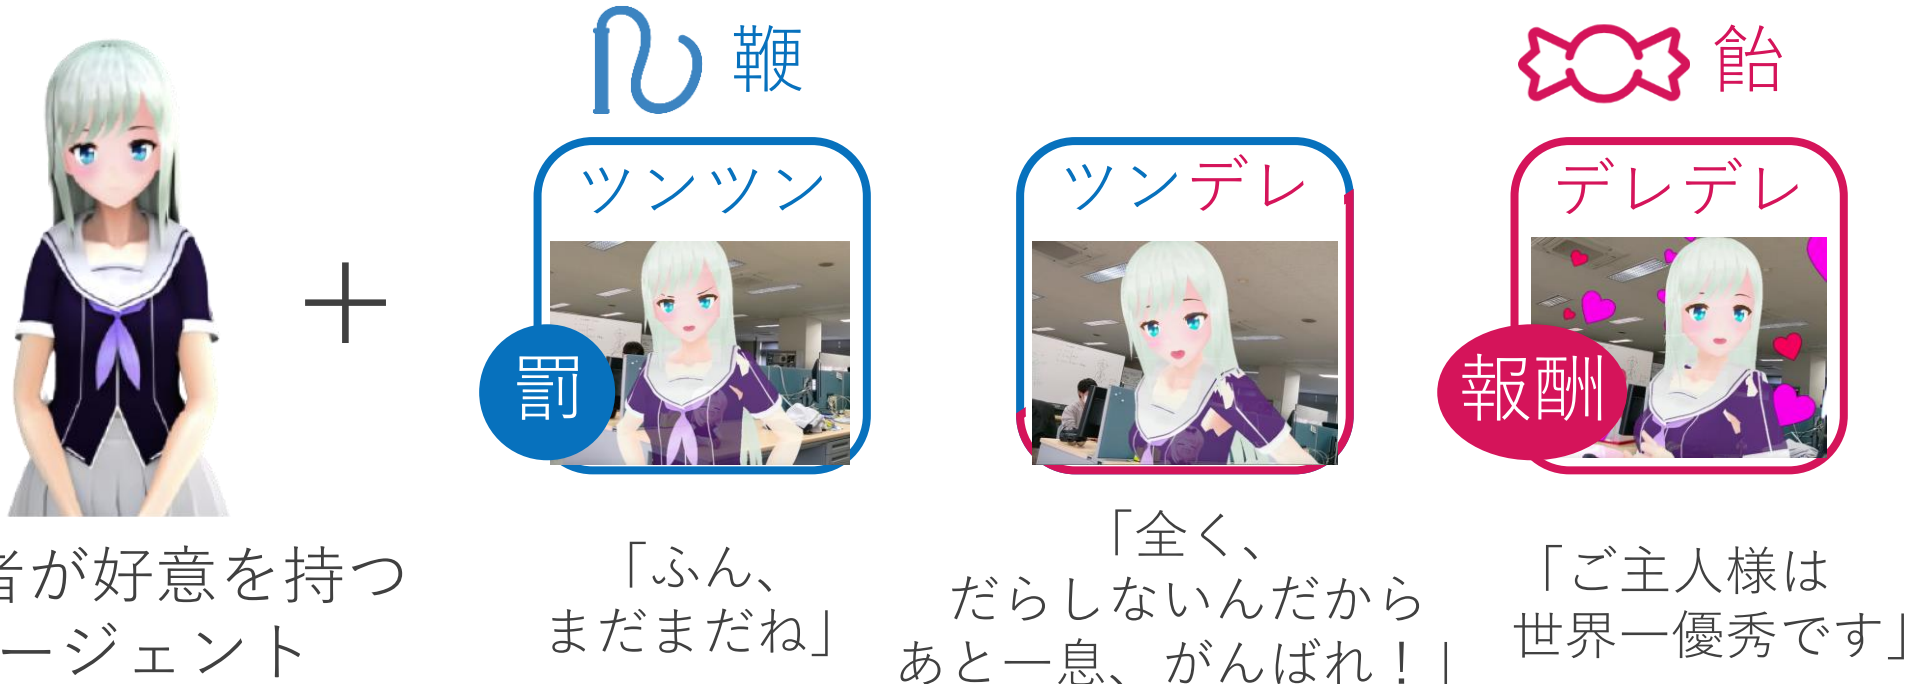 鞭
飴
ツンツン
ツンデレ
デレデレ
罰
報酬
者が好意を持つ
ージェント
「ふん、
まだまだね」
「全く、
だらしないんだから
あと一息、がんばれ！」
「ご主人様は
世界一優秀です」